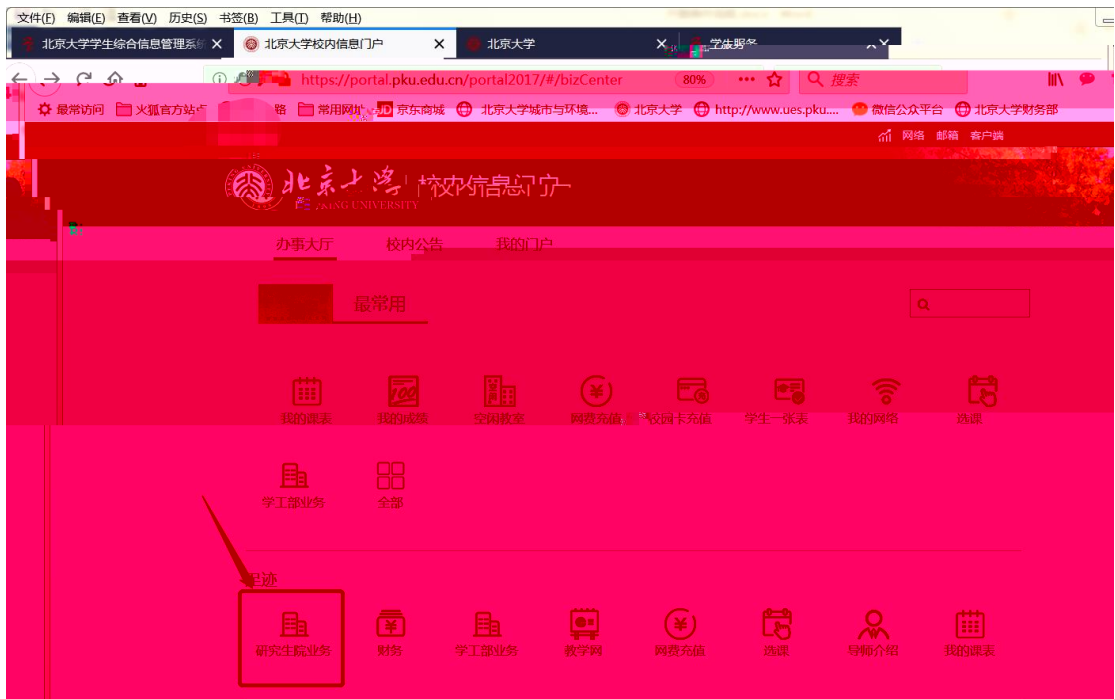 文件(F) 编辑(E) 查看(V) 历史(S) 书签(B) 工具(T) 帮助(H)
北京大学学生综合信息管理系统 北京大学校内信息门户 北京大学
https://portal.pku.edu.cn/portal2017/#/bizCenter 80% 搜索
最常访问 火狐官方站点 常用网址 京东商城 北京大学城市与环境... 北京大学 http://www.ues.pku.... 微信公众平台 北京大学财务部
网络 邮箱 客户端
北京大学 校内信息门户
PEKING UNIVERSITY
办事大厅 校内公告 我的门户
最常用
我的课表 我的成绩 空闲教室 网费充值 校园卡充值 学生一张表 我的网络 选课
学工部业务 全部
足迹
研究生院业务 财务 学工部业务 教学网 网费充值 选课 导师介绍 我的课表